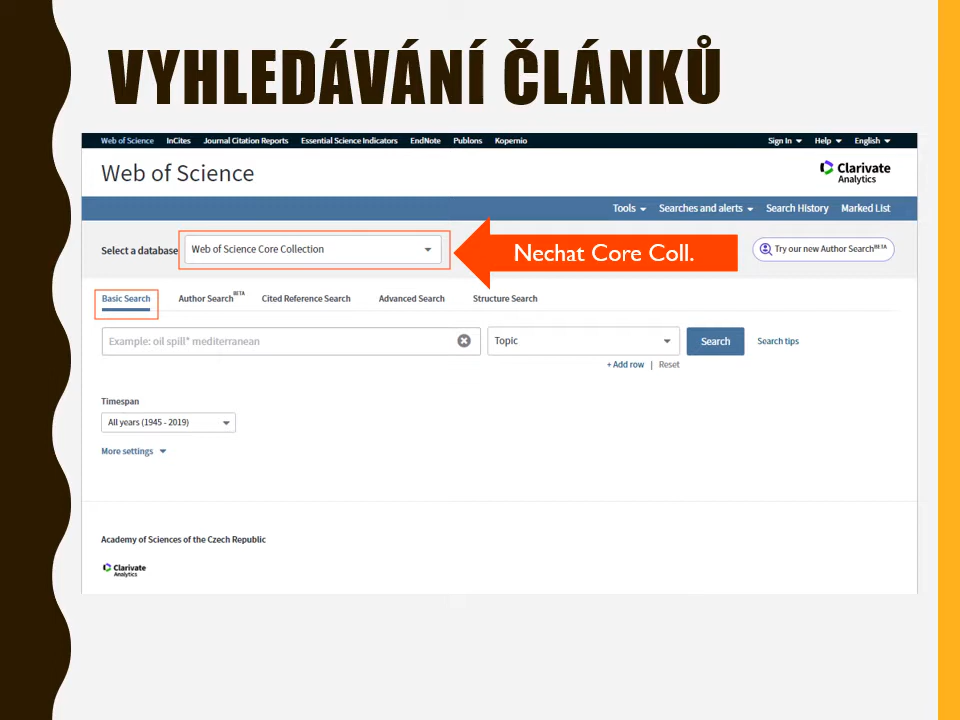 VYHLEDÁVÁNÍ ČLÁNKŮ
Web of Science InCites Journal Citation Reports Essential Science Indicators EndNote Publons Kopernio Sign In Help English
Web of Science
Clarivate
Analytics
Tools Searches and alerts Search History Marked List
Select a database Web of Science Core Collection
Nechat Core Coll.
Try our new Author Search BETA
Basic Search Author Search BETA Cited Reference Search Advanced Search Structure Search
Example: oil spill* mediterranean Topic Search Search tips
+ Add row | Reset
Timespan
All years (1945 - 2019)
More settings
Academy of Sciences of the Czech Republic
Clarivate
Analytics